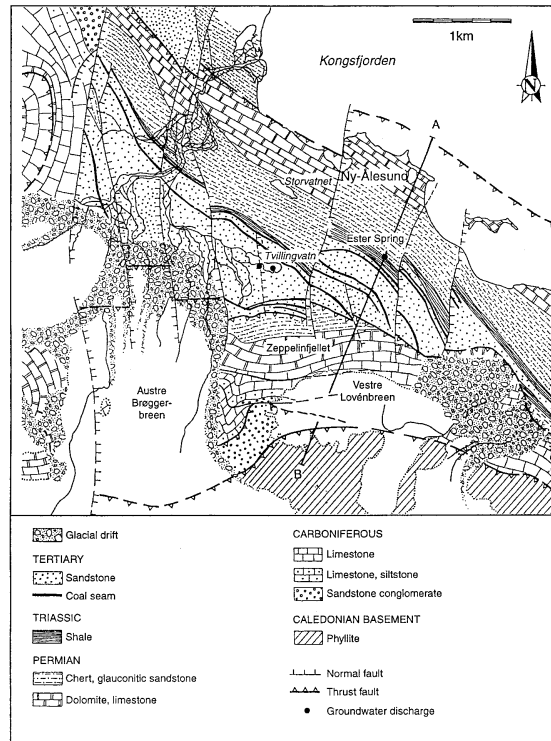 1km
Kongsfjorden
N
A
Ny-Ålesund
Storvatnet
Ester Spring
Tvillingvatn
Zeppelinfjellet
Austre
Brøgger-
breen
Vestre
Lovénbreen
B
Glacial drift
TERTIARY
Sandstone
Coal seam
TRIASSIC
Shale
PERMIAN
Chert, glauconitic sandstone
Dolomite, limestone
CARBONIFEROUS
Limestone
Limestone, siltstone
Sandstone conglomerate
CALEDONIAN BASEMENT
Phyllite
Normal fault
Thrust fault
Groundwater discharge